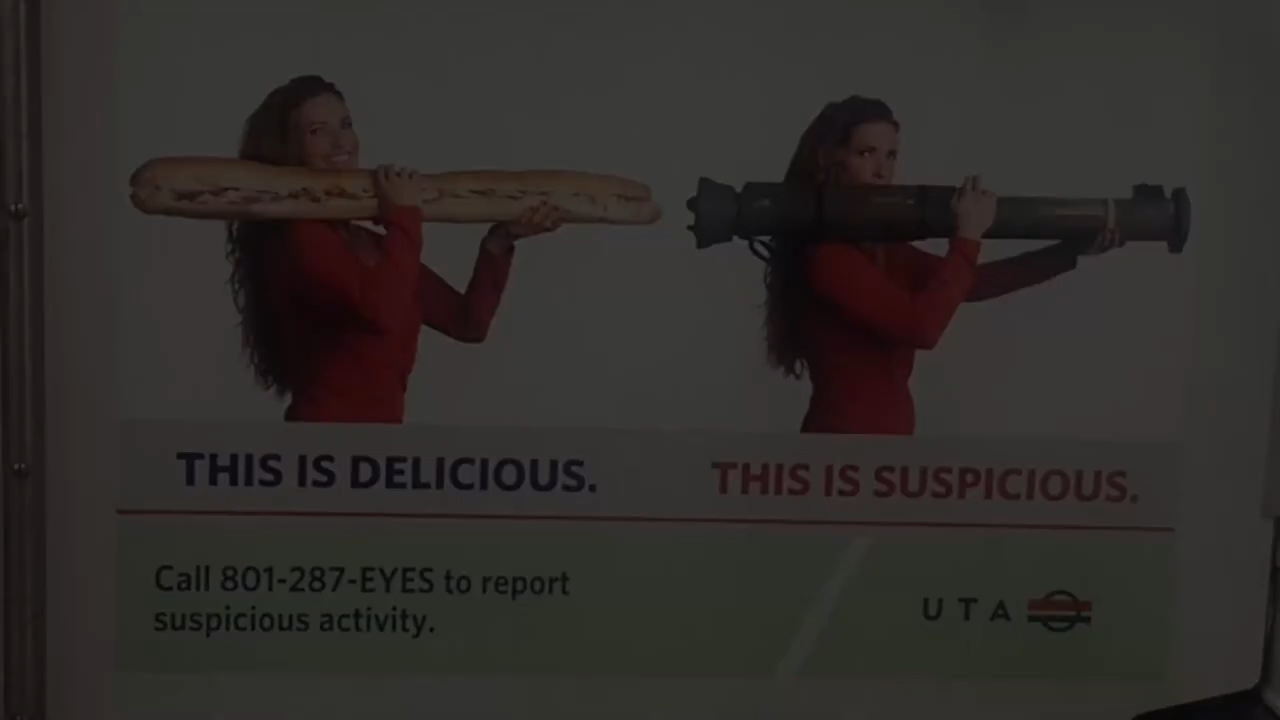 THIS IS DELICIOUS.
THIS IS SUSPICIOUS.
Call 801-287-EYES to report
suspicious activity.
UTA